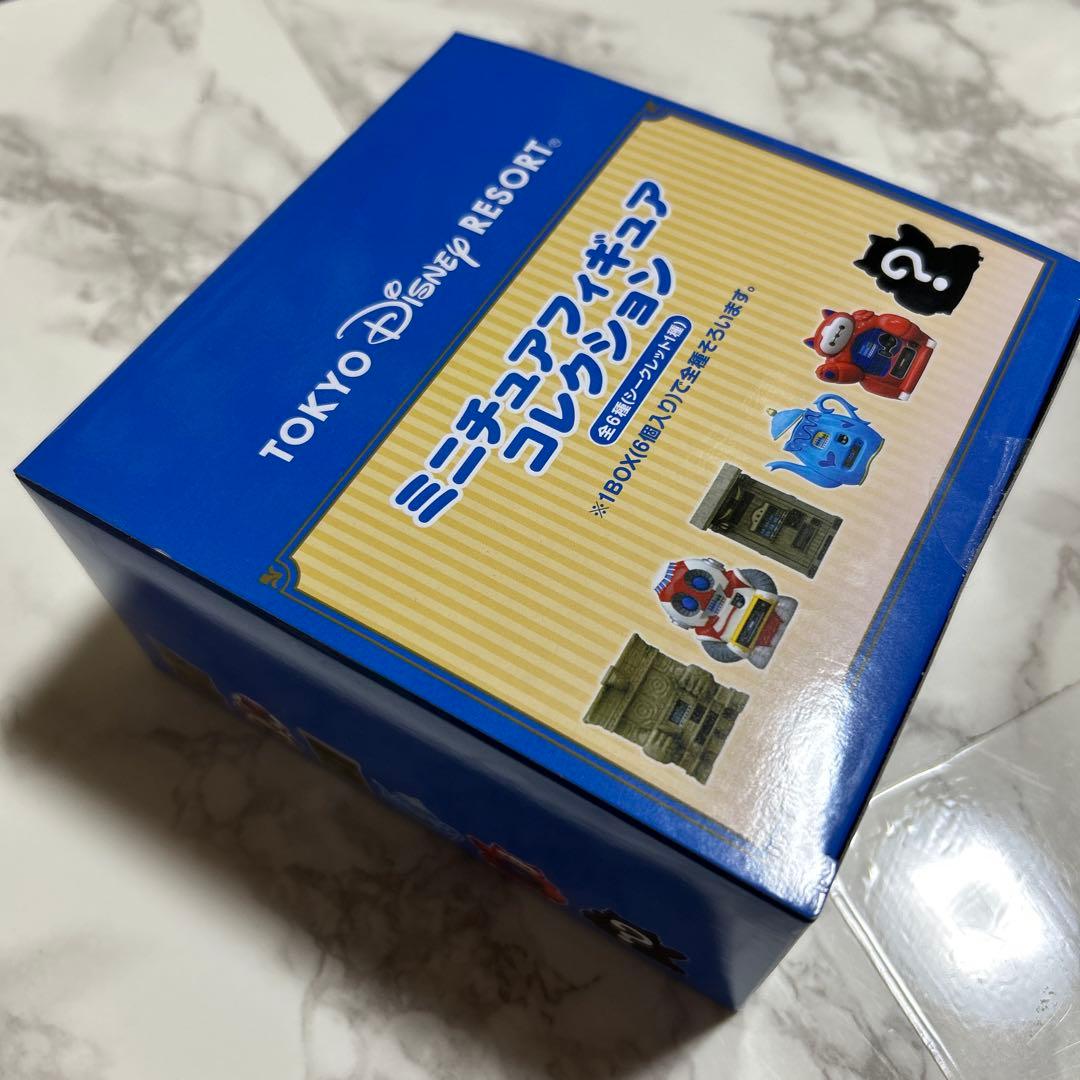 TOKYO DISNEY RESORT®
ミニチュアフィギュア
コレクション
全6種(シークレット1種)
※1BOX(6個入り)で全種そろいます。
?
?